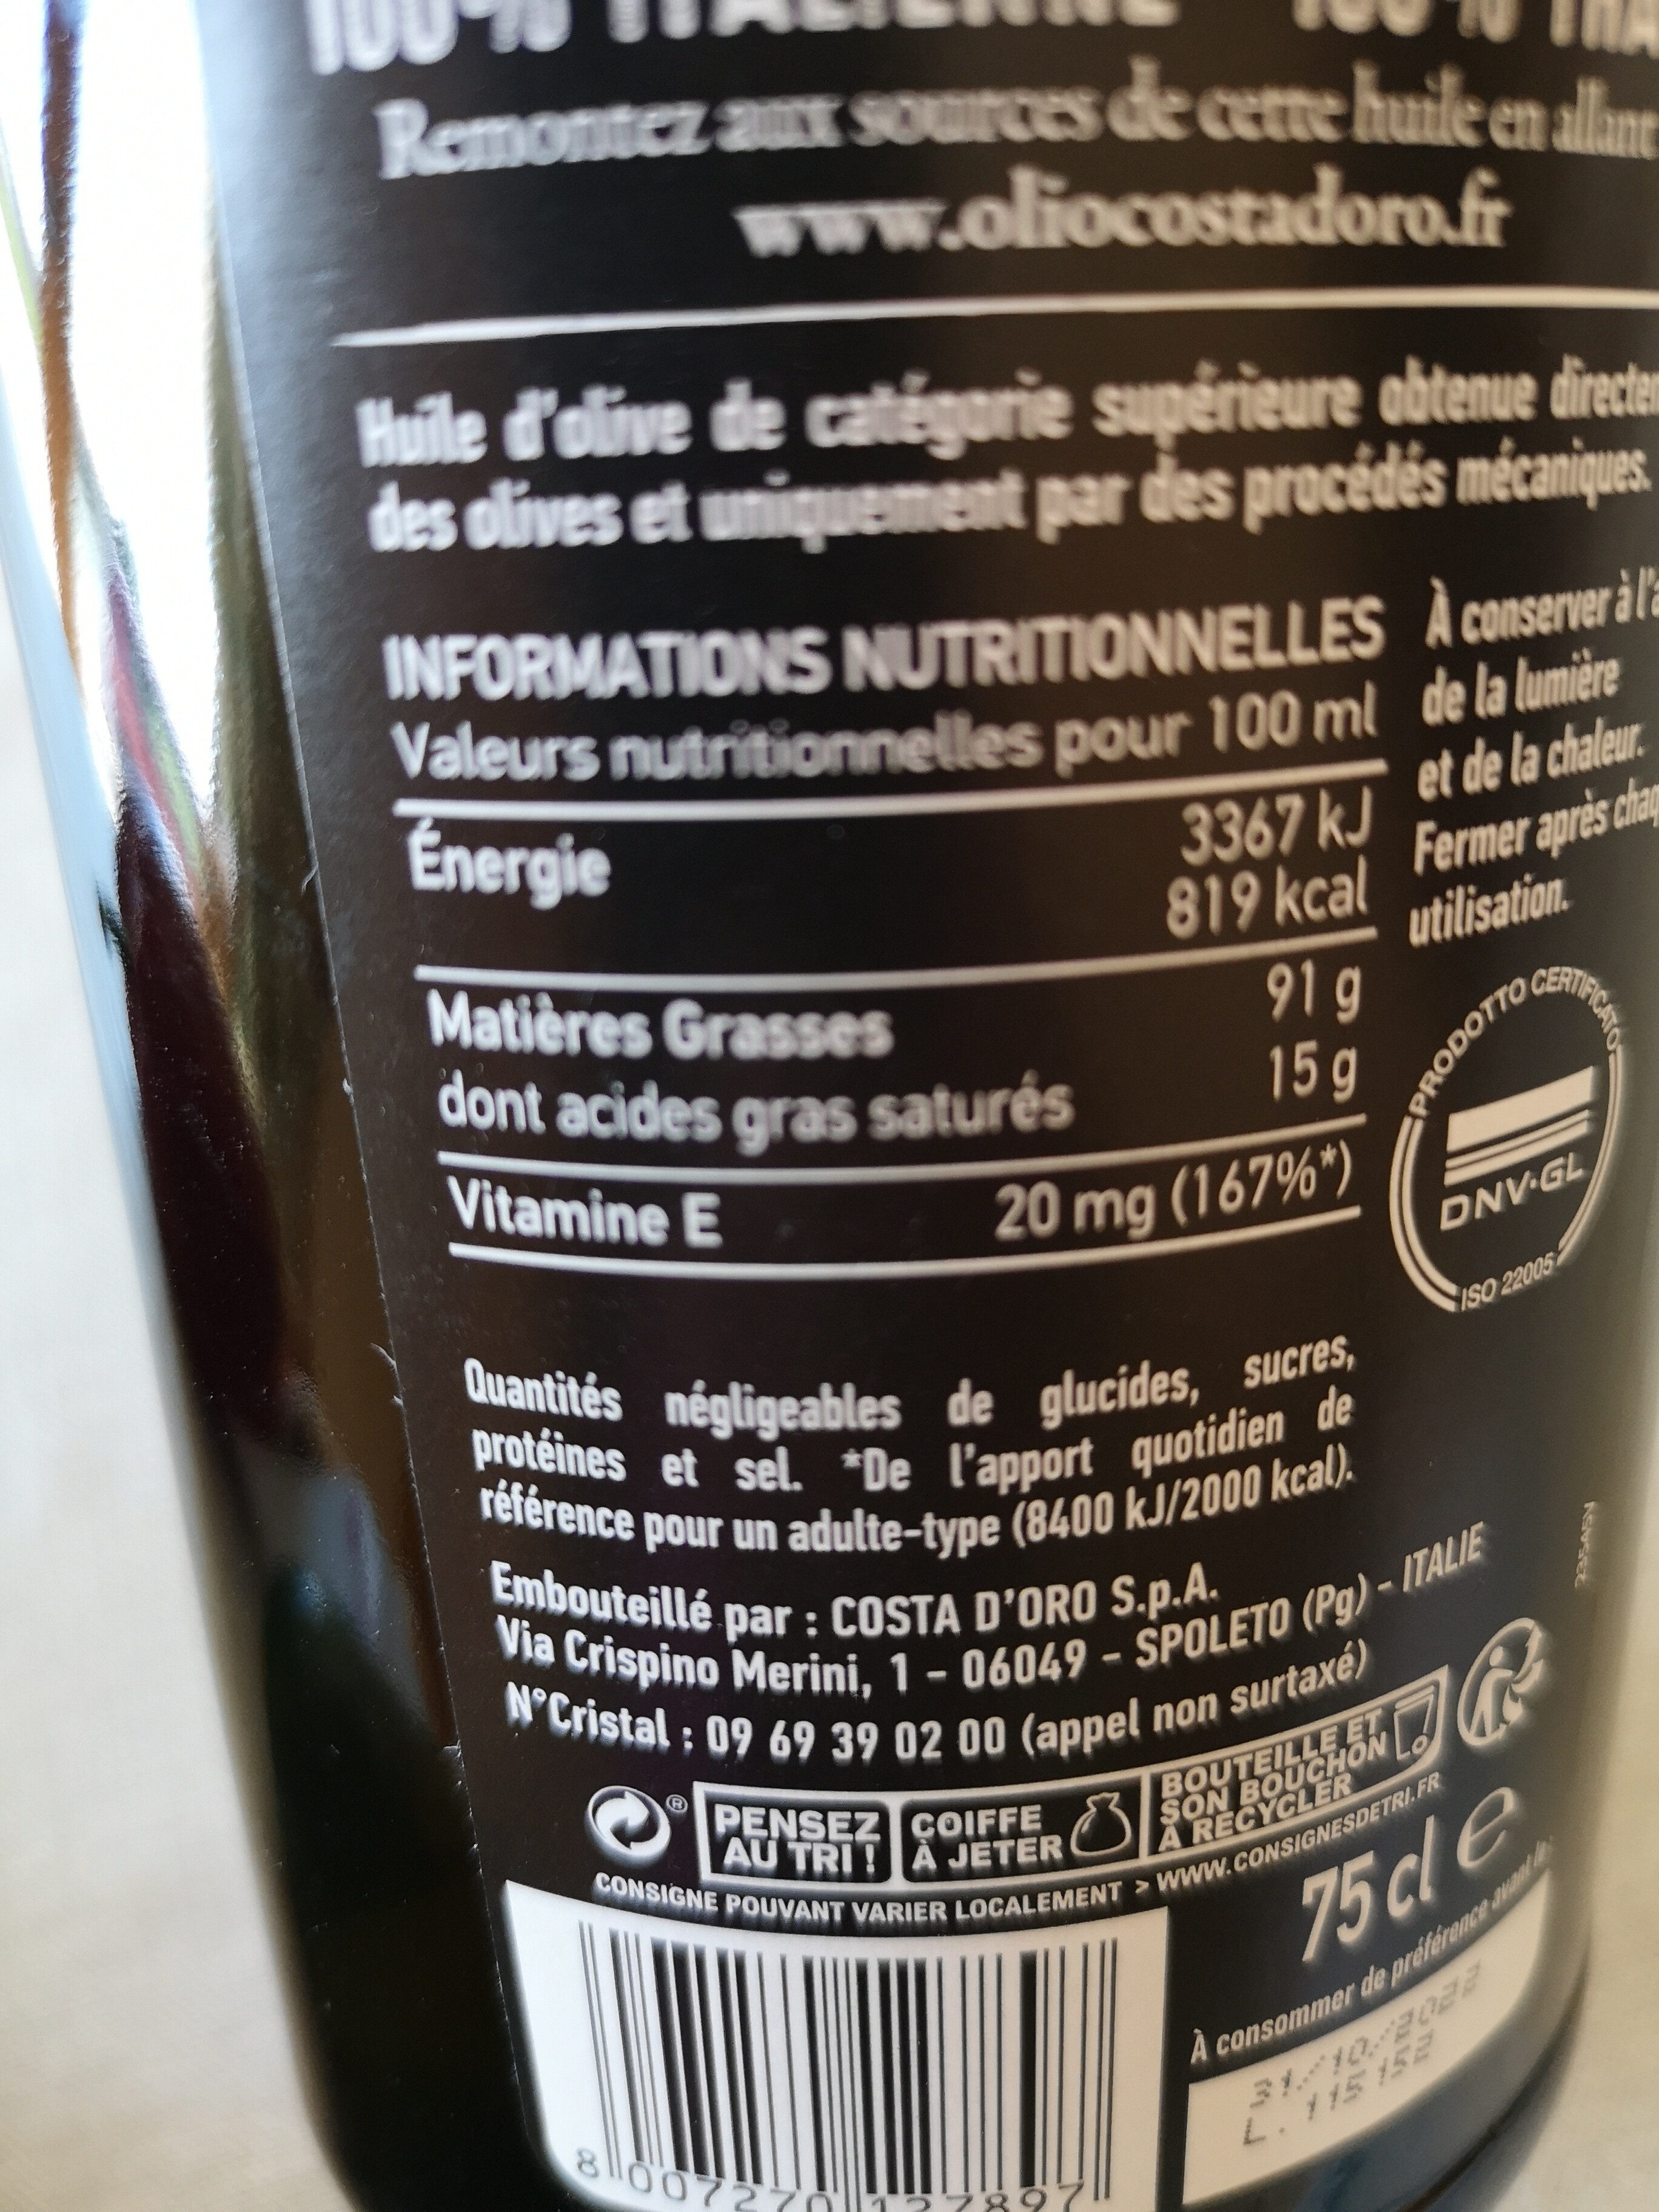 100% ITALIENNE 100% TRA
Remontez aux sources de cette huile en allant
www.oliocostadoro.fr
Huile d'olive de catégorie supérieure obtenue directe
des olives et uniquement par des procédés mécaniques.
INFORMATIONS NUTRITIONNELLES
Valeurs nutritionnelles pour 100 ml
Énergie 3367 kJ
819 kcal
Matières Grasses 91 g
dont acides gras saturés 15 g
Vitamine E 20 mg (167%*)
À conserver à l'a
de la lumière
et de la chaleur.
Fermer après chaq
utilisation.
PRODOTTO CERTIFICATO
DNV·GL
ISO 22005
Quantités négligeables de glucides, sucres,
protéines et sel. *De l'apport quotidien de
référence pour un adulte-type (8400 kJ/2000 kcal).
Embouteillé par : COSTA D'ORO S.p.A.
Via Crispino Merini, 1 - 06049 - SPOLETO (Pg) - ITALIE
N°Cristal : 09 69 39 02 00 (appel non surtaxé)
®
PENSEZ
AU TRI !
COIFFE
À JETER
BOUTEILLE ET
SON BOUCHON
À RECYCLER
CONSIGNE POUVANT VARIER LOCALEMENT > WWW.CONSIGNESDETRI.FR
75 cl e
À consommer de préférence avant le
8 007270 127897